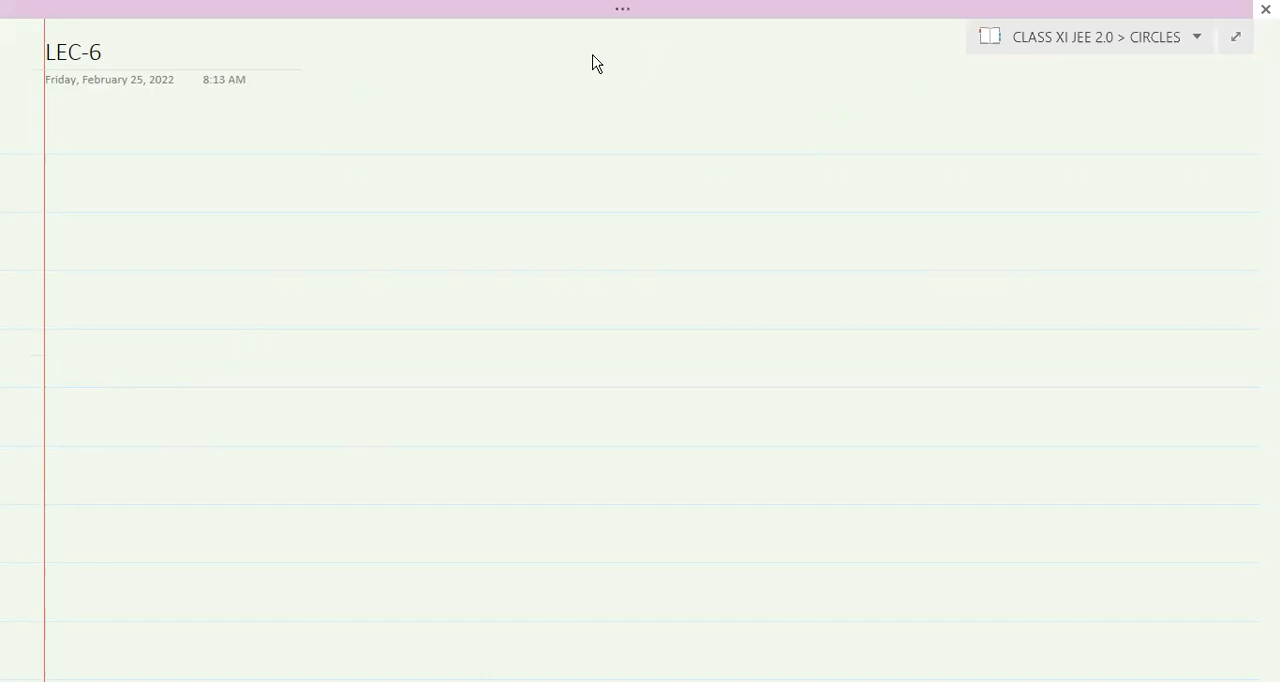 LEC-6
CLASS XI JEE 2.0 > CIRCLES
Friday, February 25, 2022 8:13 AM